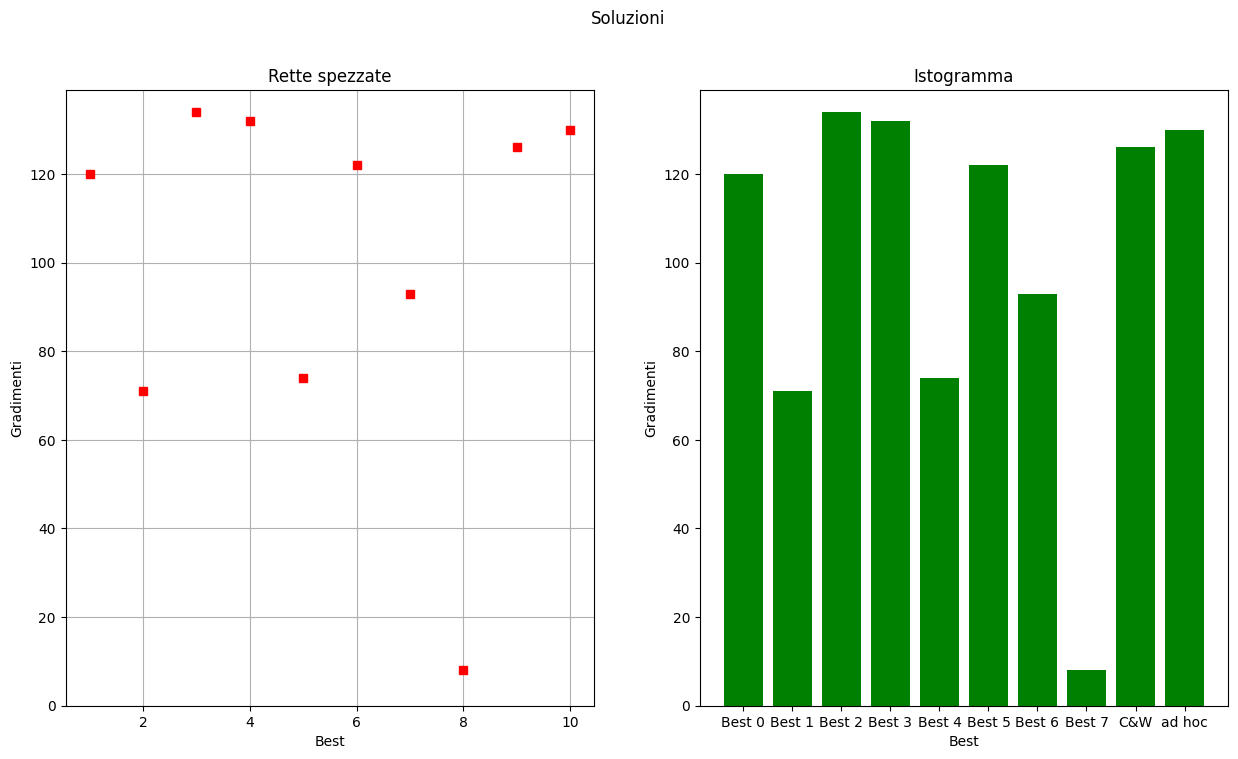 Soluzioni
Rette spezzate
120
100
80
60
40
20
0
Gradimenti
2 4 6 8 10
Best
Istogramma
120
100
80
60
40
20
0
Gradimenti
Best 0 Best 1 Best 2 Best 3 Best 4 Best 5 Best 6 Best 7 C&W ad hoc
Best